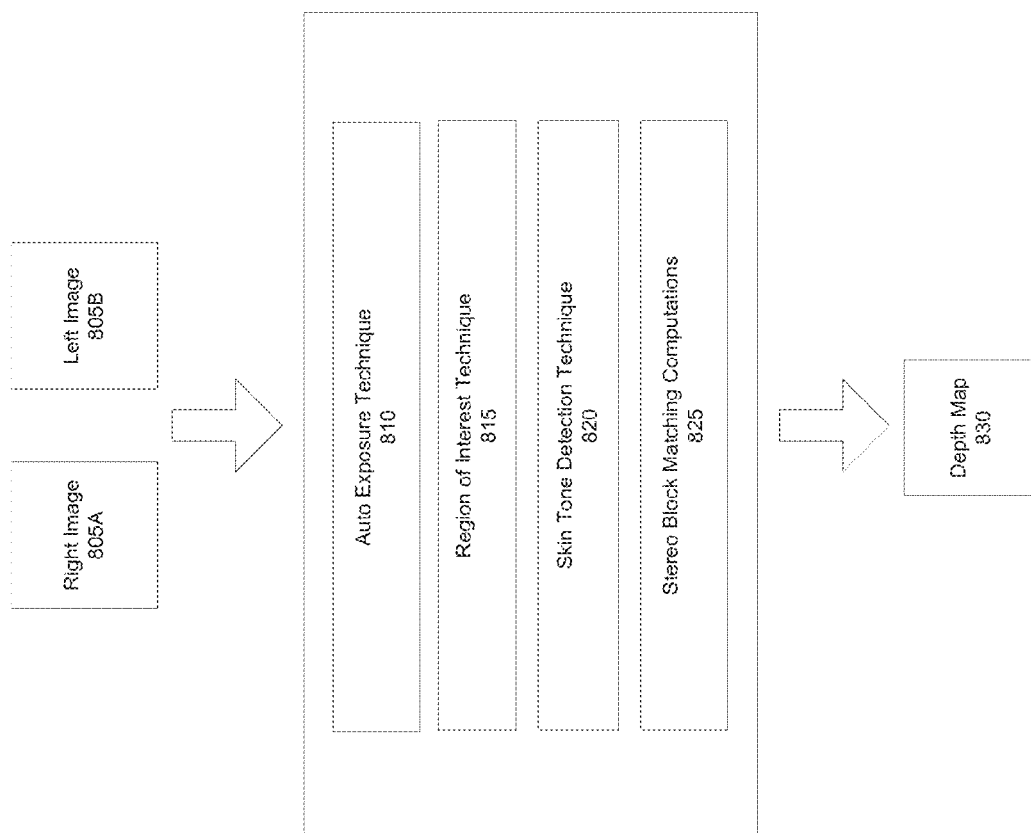 Right Image
805A
Left Image
805B
Auto Exposure Technique
810
Region of Interest Technique
815
Skin Tone Detection Technique
820
Stereo Block Matching Computations
825
Depth Map
830